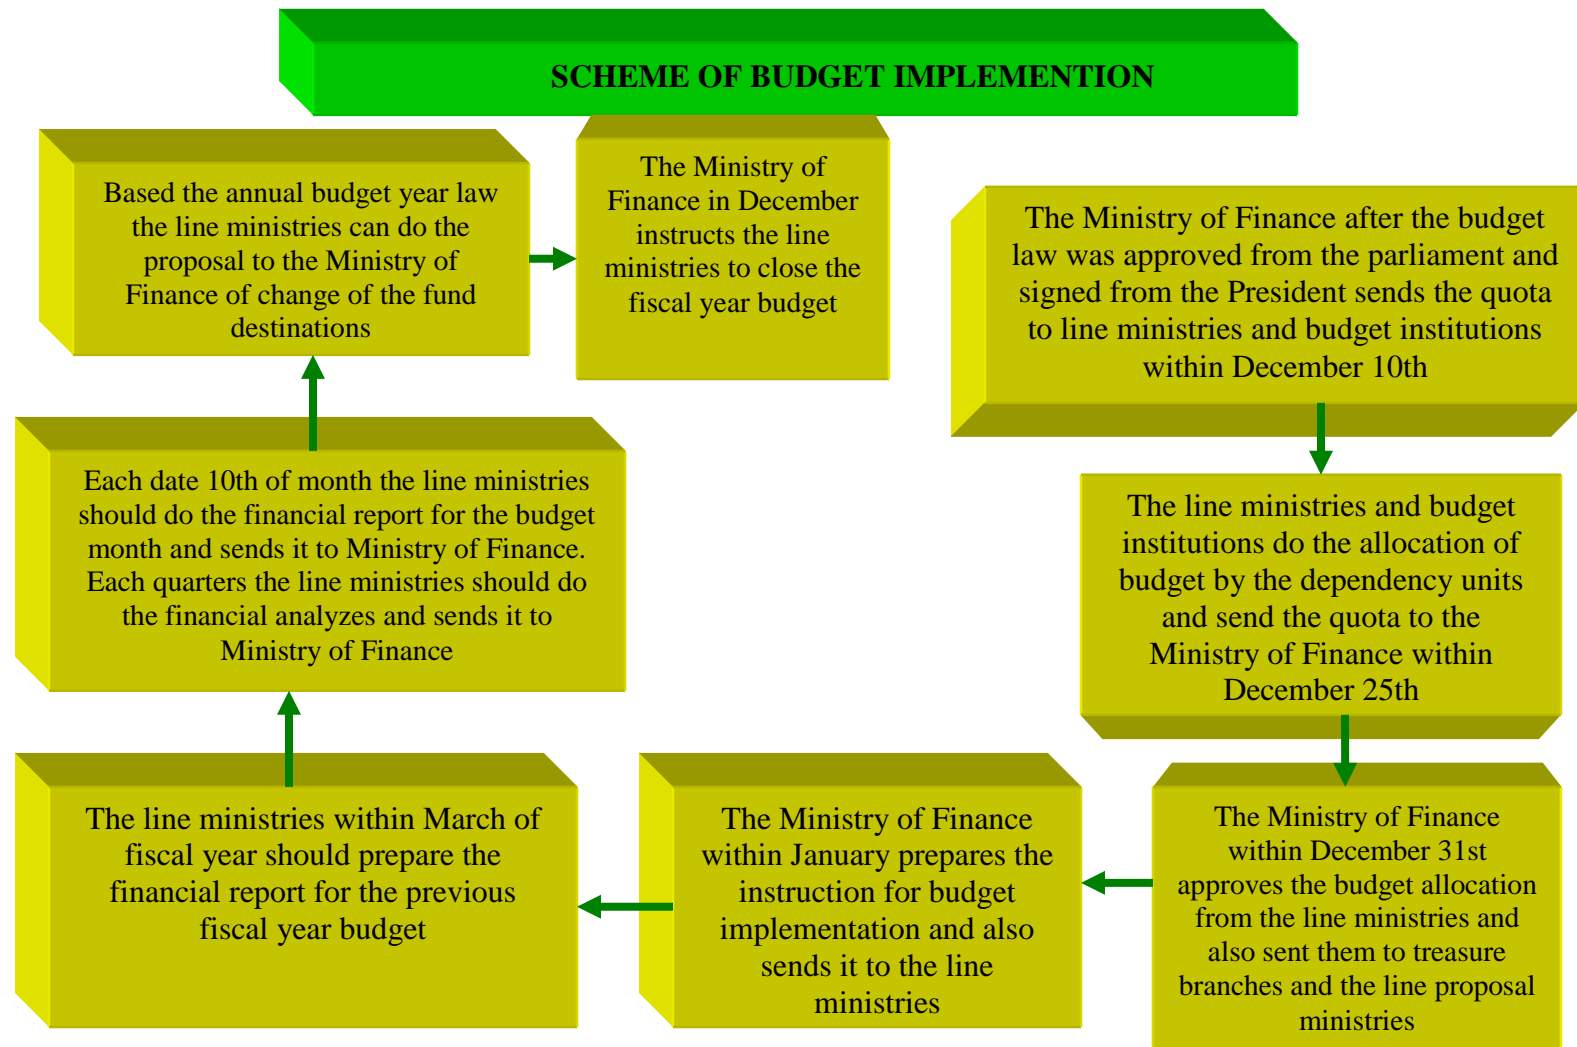 SCHEME OF BUDGET IMPLEMENTION
The Ministry of Finance after the budget
law was approved from the parliament and
signed from the President sends the quota
to line ministries and budget institutions
within December 10th
The line ministries and budget
institutions do the allocation of
budget by the dependency units
and send the quota to the
Ministry of Finance within
December 25th
The Ministry of Finance
within December 31st
approves the budget allocation
from the line ministries and
also sent them to treasure
branches and the line proposal
ministries
The Ministry of Finance
within January prepares the
instruction for budget
implementation and also
sends it to the line
ministries
The line ministries within March of
fiscal year should prepare the
financial report for the previous
fiscal year budget
Each date 10th of month the line ministries
should do the financial report for the budget
month and sends it to Ministry of Finance.
Each quarters the line ministries should do
the financial analyzes and sends it to
Ministry of Finance
Based the annual budget year law
the line ministries can do the
proposal to the Ministry of
Finance of change of the fund
destinations
The Ministry of
Finance in December
instructs the line
ministries to close the
fiscal year budget